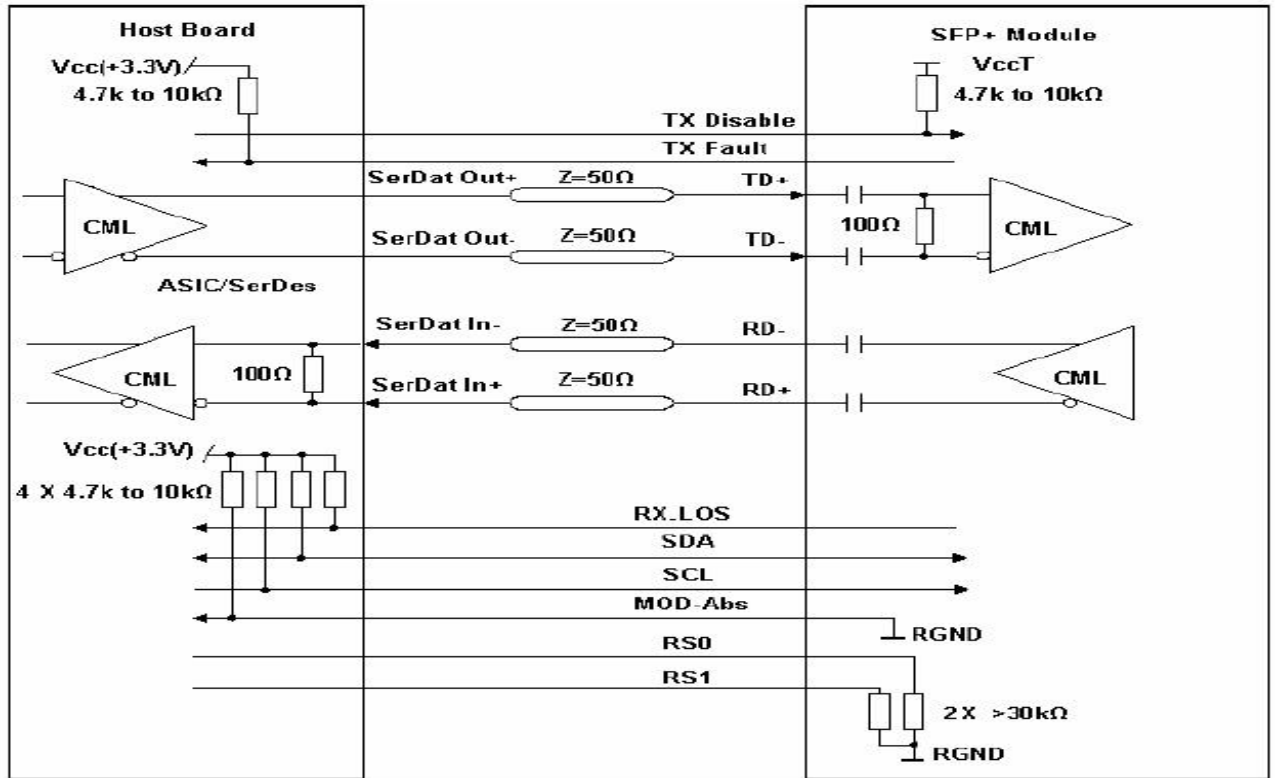 Host Board
SFP+ Module
Vcc(+3.3V)
4.7k to 10kΩ
VccT
4.7k to 10kΩ
TX Disable
TX Fault
SerDat Out+
Z=50Ω
TD+
CML
100Ω
CML
SerDat Out-
Z=50Ω
TD-
ASIC/SerDes
SerDat In-
Z=50Ω
RD-
CML
100Ω
SerDat In+
Z=50Ω
RD+
CML
Vcc(+3.3V)
4 X 4.7k to 10kΩ
RX_LOS
SDA
SCL
MOD-Abs
RGND
RS0
RS1
2X >30kΩ
RGND